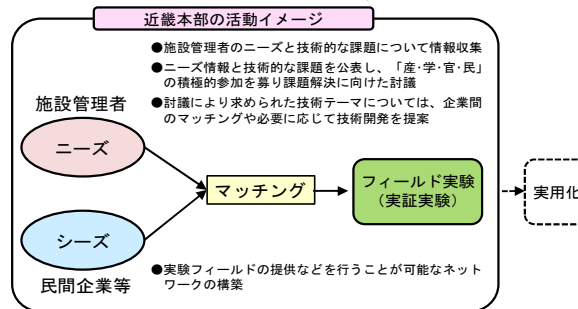 近畿本部の活動イメージ
●施設管理者のニーズと技術的な課題について情報収集
●ニーズ情報と技術的な課題を公表し、「産・学・官・民」
の積極的参加を募り課題解決に向けた討議
●討議により求められた技術テーマについては、企業間
のマッチングや必要に応じて技術開発を提案
施設管理者
ニーズ
マッチング
フィールド実験
（実証実験）
実用化
シーズ
民間企業等
●実験フィールドの提供などを行うことが可能なネット
ワークの構築